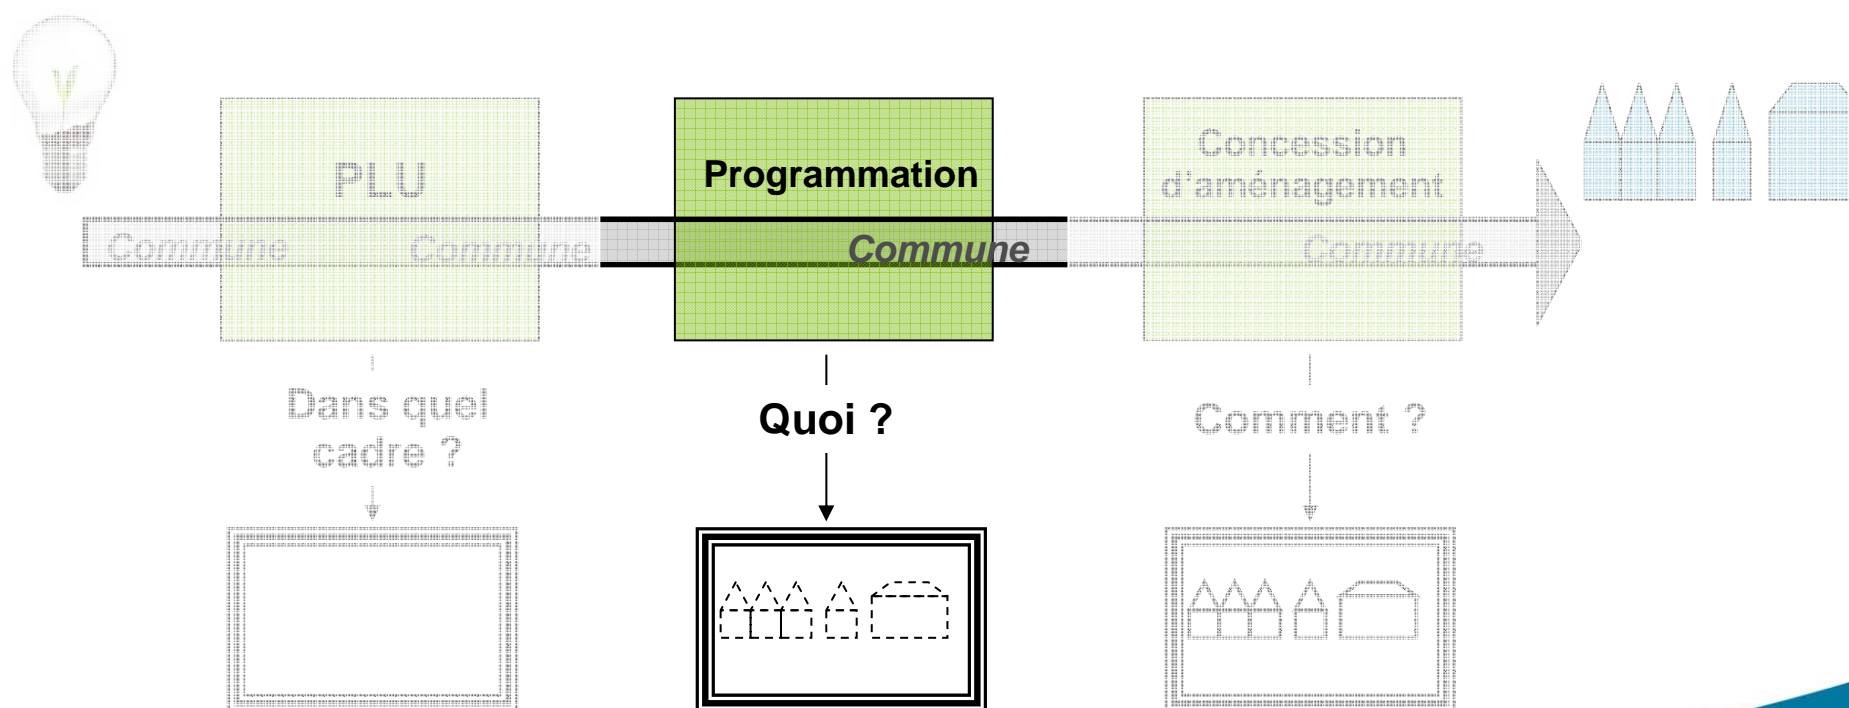 PLU
Programmation
Concession
d'aménagement
Commune
Commune
Commune
Commune
Dans quel
cadre ?
Quoi ?
Comment ?